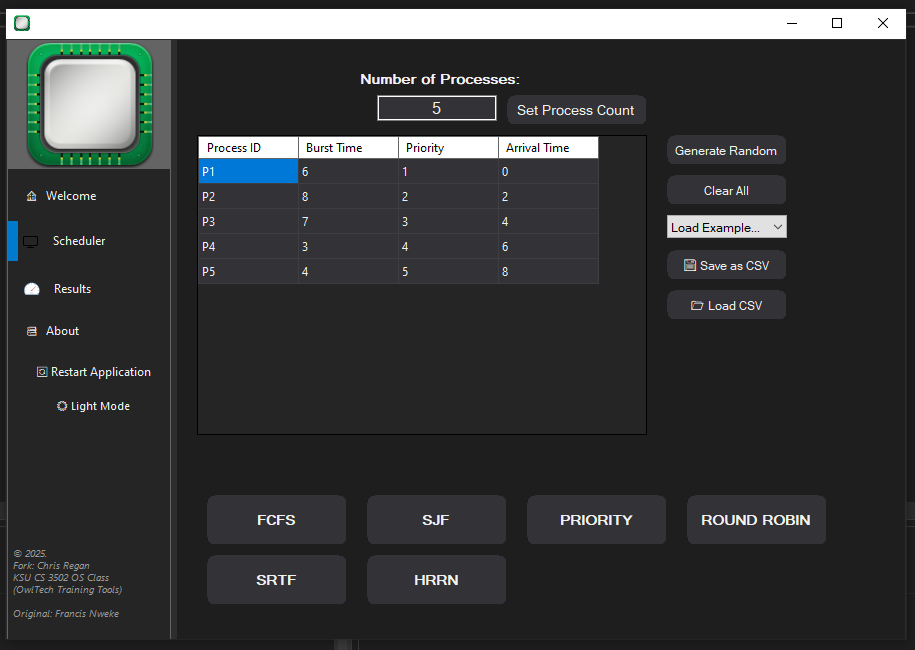 Number of Processes:
5
Set Process Count
Process ID Burst Time Priority Arrival Time
P1 6 1 0
P2 8 2 2
P3 7 3 4
P4 3 4 6
P5 4 5 8
Generate Random
Clear All
Load Example...
Save as CSV
Load CSV
Welcome
Scheduler
Results
About
Restart Application
Light Mode
FCFS
SJF
PRIORITY
ROUND ROBIN
SRTF
HRRN
© 2025.
Fork: Chris Regan
KSU CS 3502 OS Class
(OwlTech Training Tools)
Original: Francis Nweke